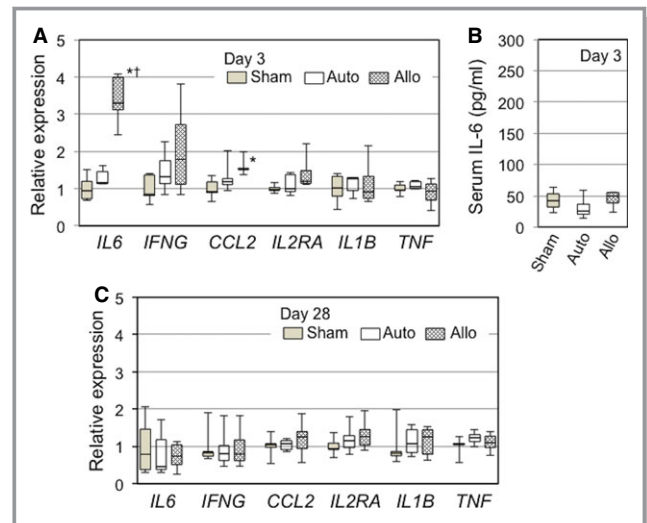 A
5
4
3
2
1
0
Relative expression
Day 3
Sham Auto Allo
*†
*
IL6 IFNG CCL2 IL2RA IL1B TNF
B
300
250
200
150
100
50
0
Serum IL-6 (pg/ml)
Day 3
Sham
Auto
Allo
C
5
4
3
2
1
0
Relative expression
Day 28
Sham Auto Allo
IL6 IFNG CCL2 IL2RA IL1B TNF